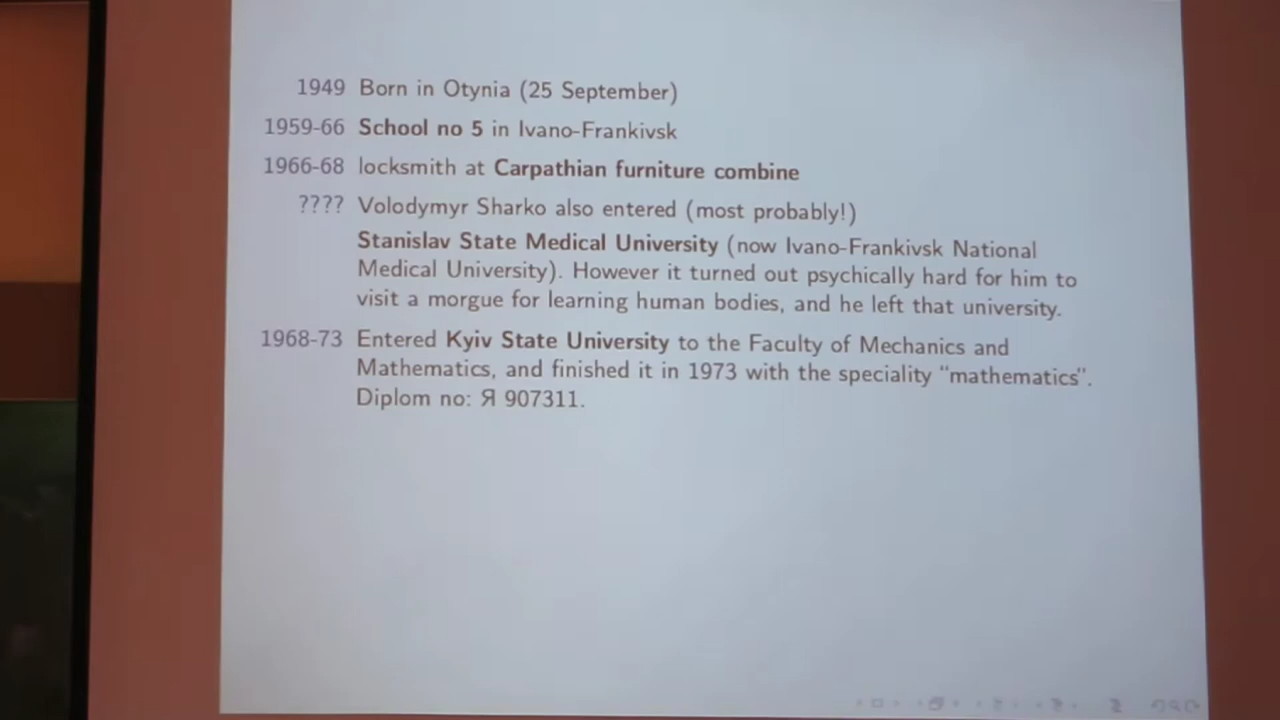 1949 Born in Otynia (25 September)
1959-66 School no 5 in Ivano-Frankivsk
1966-68 locksmith at Carpathian furniture combine
???? Volodymyr Sharko also entered (most probably!)
Stanislav State Medical University (now Ivano-Frankivsk National
Medical University). However it turned out psychically hard for him to
visit a morgue for learning human bodies, and he left that university.
1968-73 Entered Kyiv State University to the Faculty of Mechanics and
Mathematics, and finished it in 1973 with the speciality “mathematics”.
Diplom no: Я 907311.